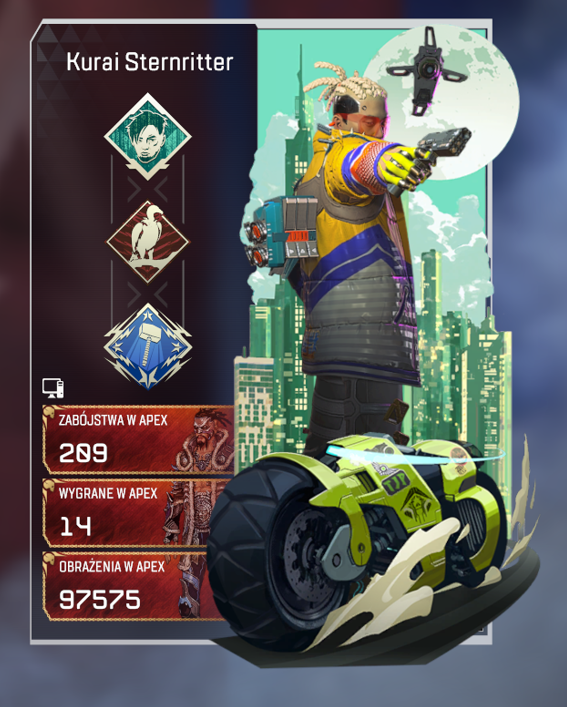 Kurai Sternritter
ZABÓJSTWA W APEX
209
WYGRANE W APEX
14
OBRAŻENIA W APEX
97575